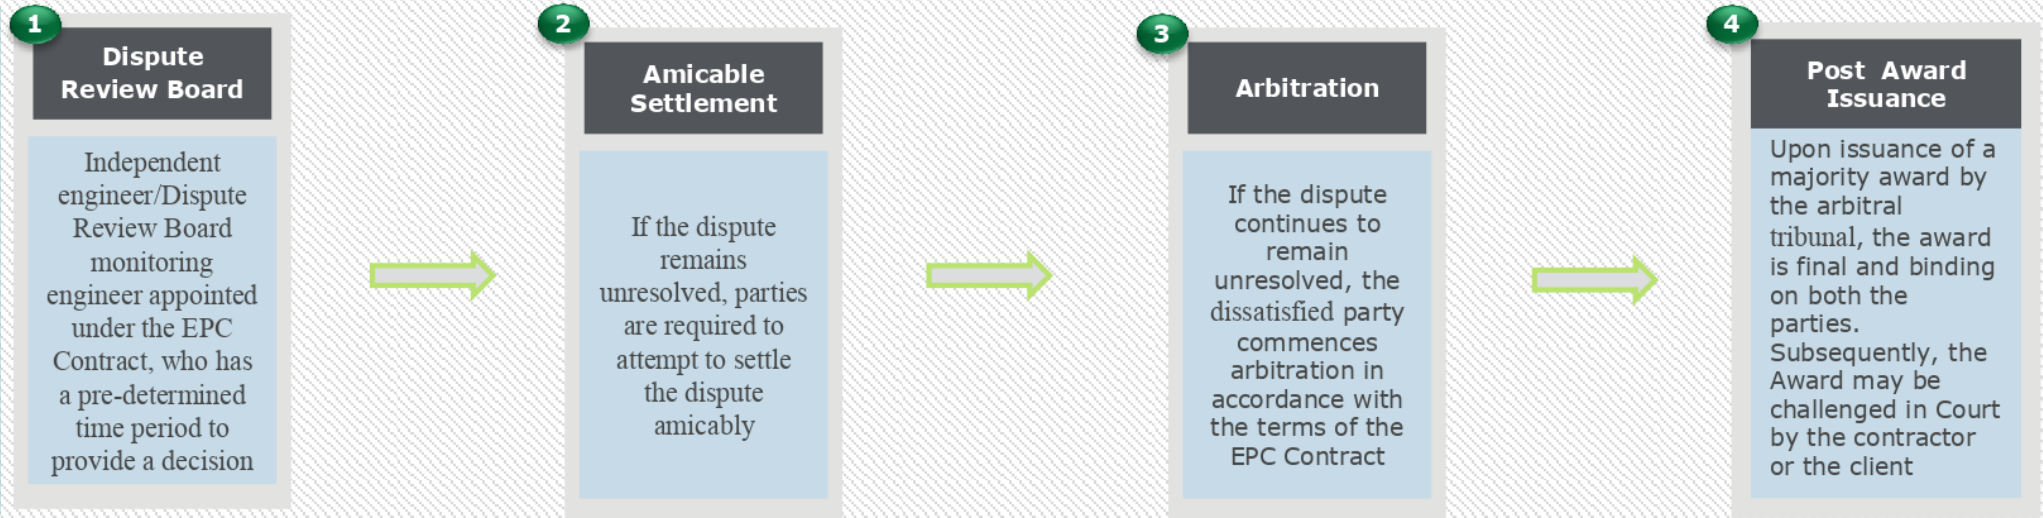 1
Dispute
Review Board
Independent
engineer/Dispute
Review Board
monitoring
engineer appointed
under the EPC
Contract, who has
a pre-determined
time period to
provide a decision
2
Amicable
Settlement
If the dispute
remains
unresolved, parties
are required to
attempt to settle
the dispute
amicably
3
Arbitration
If the dispute
continues to
remain
unresolved, the
dissatisfied party
commences
arbitration in
accordance with
the terms of the
EPC Contract
4
Post Award
Issuance
Upon issuance of a
majority award by
the arbitral
tribunal, the award
is final and binding
on both the
parties.
Subsequently, the
Award may be
challenged in Court
by the contractor
or the client